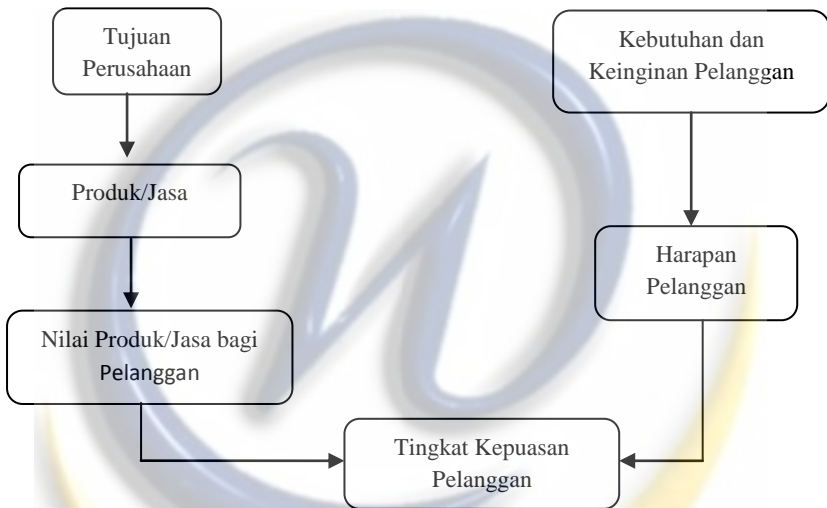 Tujuan
Perusahaan
Kebutuhan dan
Keinginan Pelanggan
Produk/Jasa
Harapan
Pelanggan
Nilai Produk/Jasa bagi
Pelanggan
Tingkat Kepuasan
Pelanggan